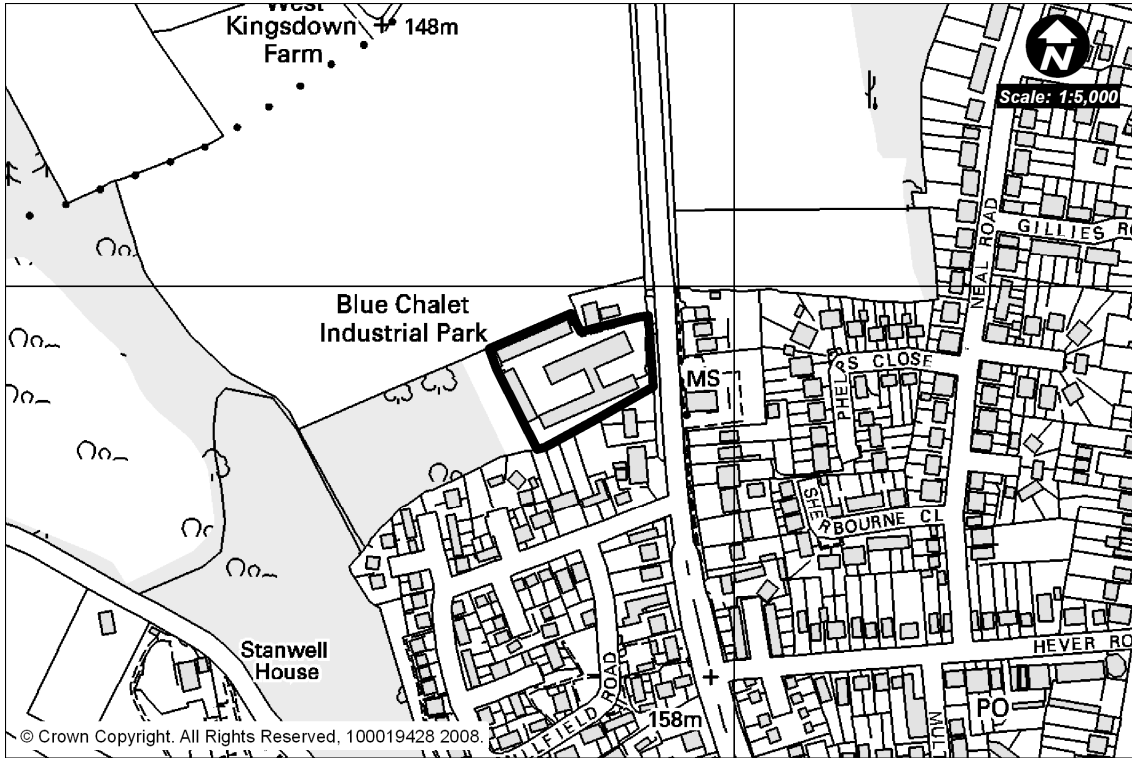 West
Kingsdown
Farm
148m
N
Scale: 1:5,000
GILLIES RO
NEAL ROAD
Blue Chalet
Industrial Park
MS
PHELPS CLOSE
SHERBOURNE CL
HEVER RO
Stanwell
House
158m
PO
© Crown Copyright. All Rights Reserved, 100019428 2008.